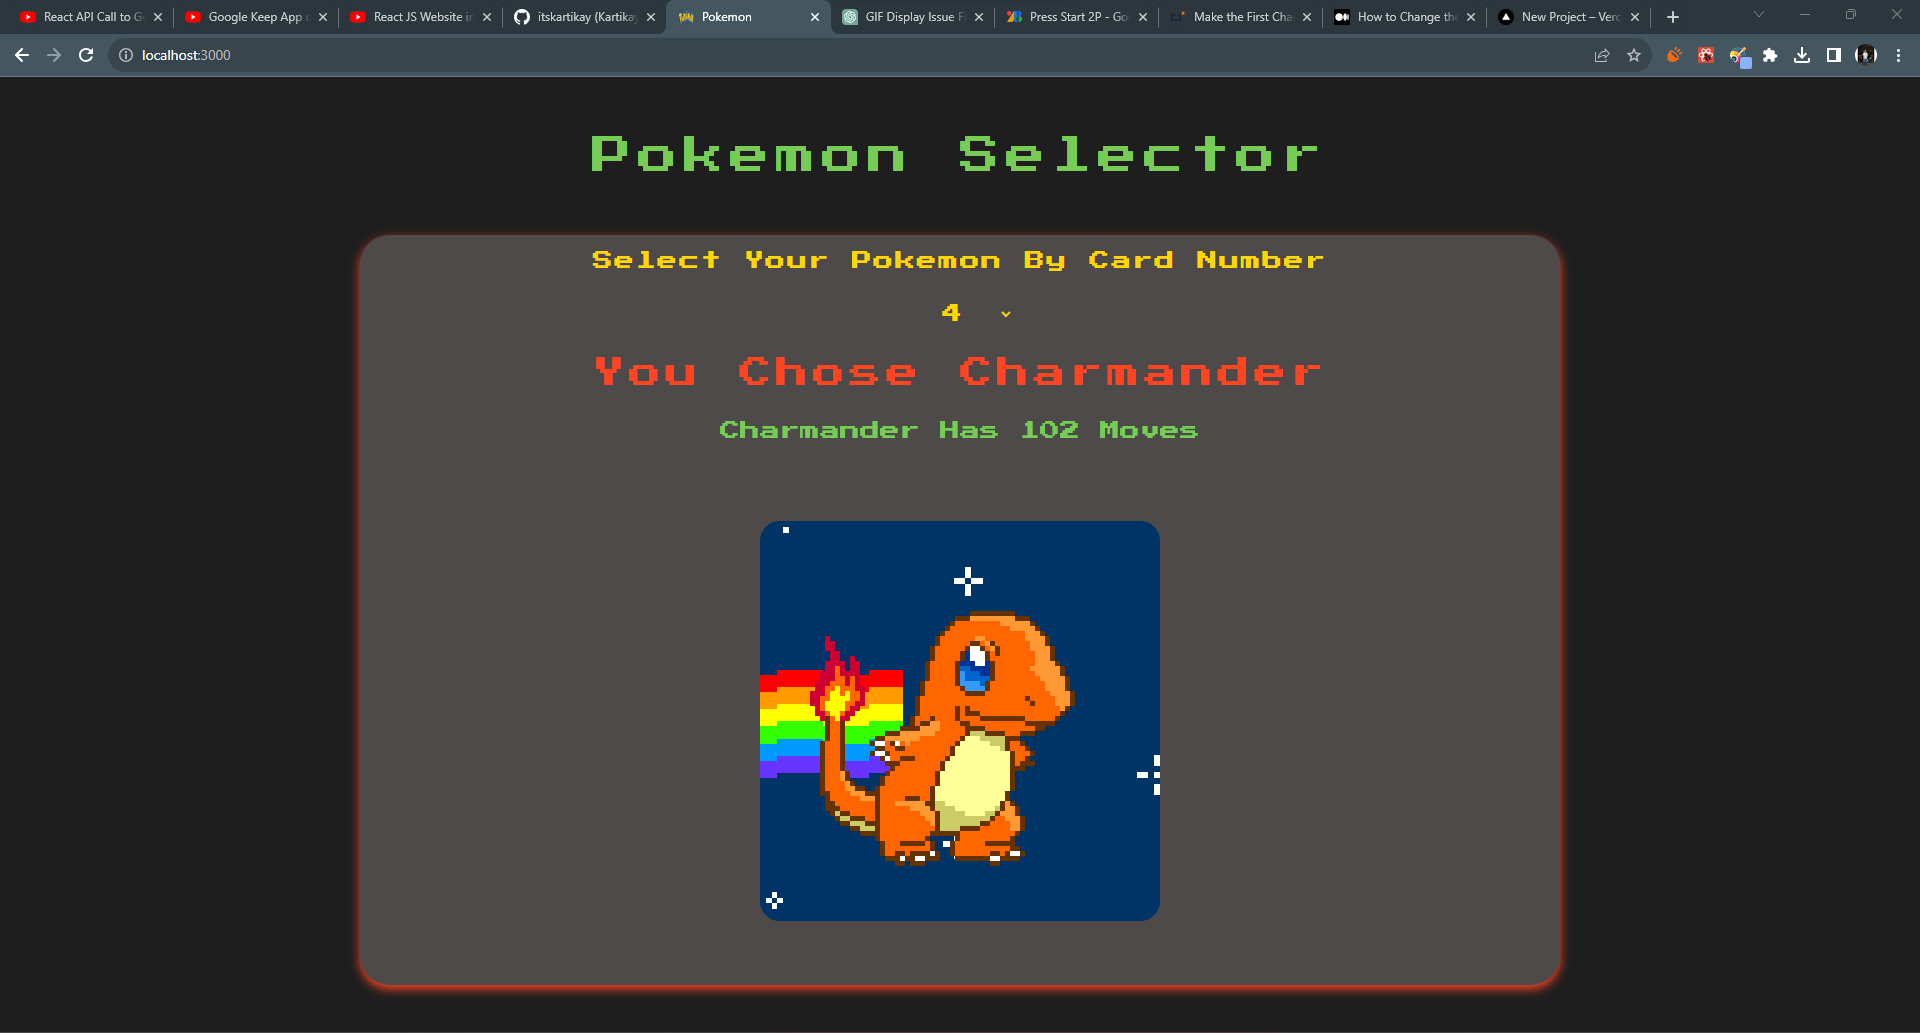 React API Call to G
Google Keep App
React JS Website in
itskartikay (Kartika
Pokemon
GIF Display Issue F
Press Start 2P - Go
Make the First Cha
How to Change the
New Project – Verc
localhost:3000
Pokemon Selector
Select Your Pokemon By Card Number
4
You Chose Charmander
Charmander Has 102 Moves